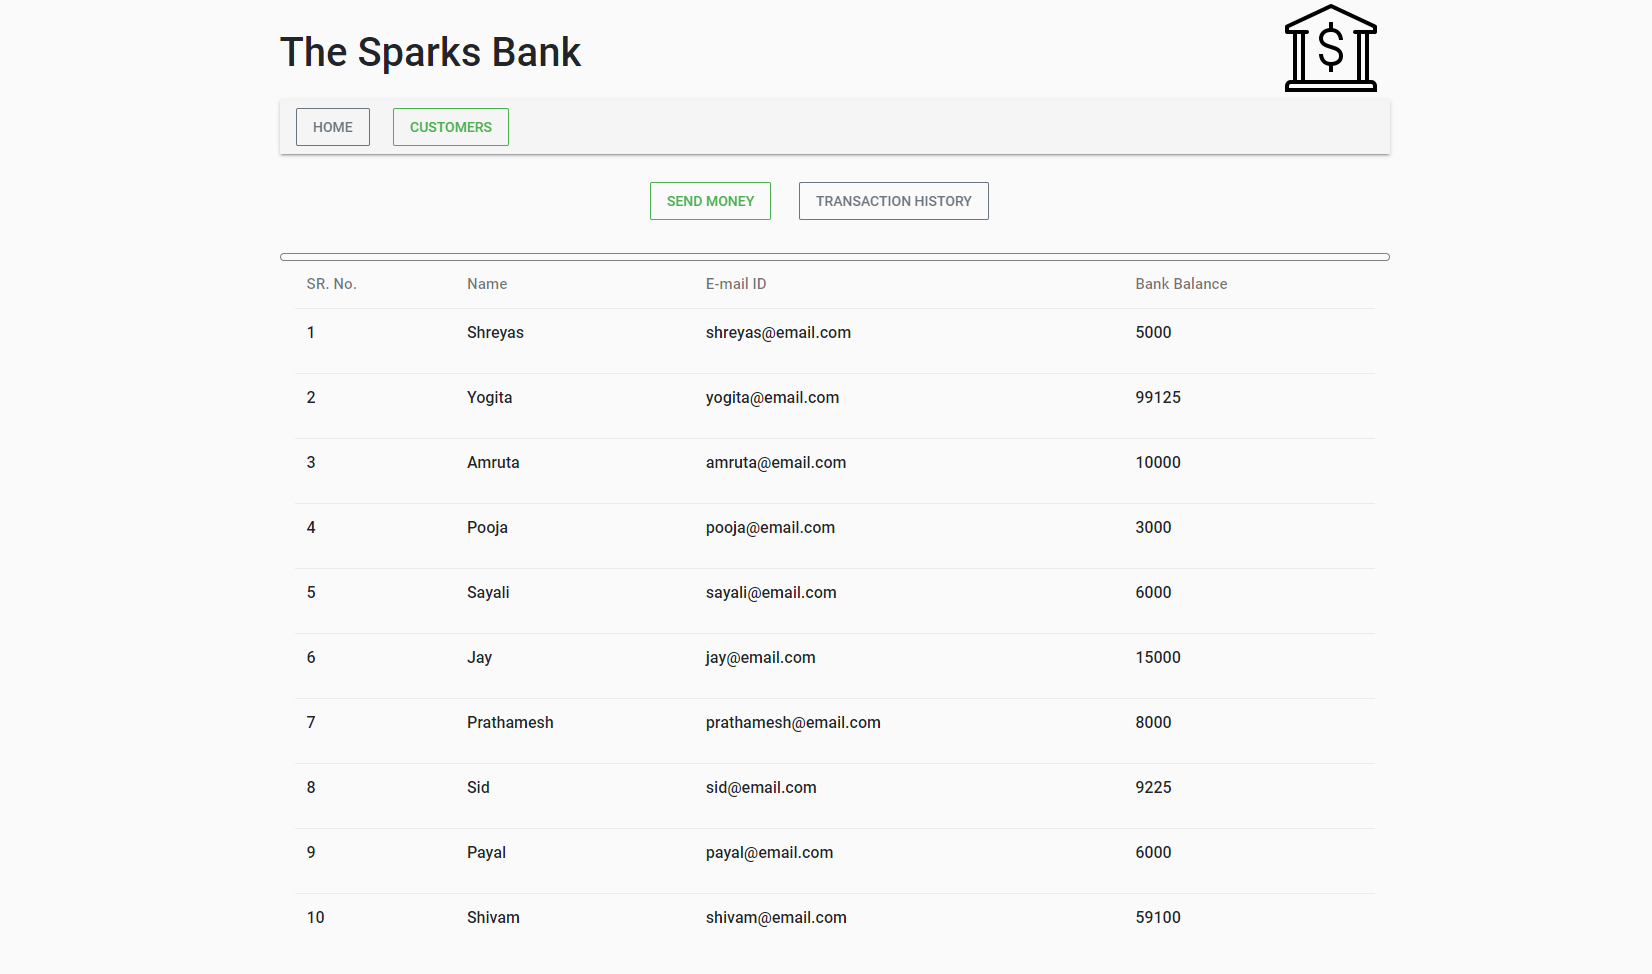 The Sparks Bank
$
HOME CUSTOMERS
SEND MONEY TRANSACTION HISTORY
SR. No. Name E-mail ID Bank Balance
1 Shreyas shreyas@email.com 5000
2 Yogita yogita@email.com 99125
3 Amruta amruta@email.com 10000
4 Pooja pooja@email.com 3000
5 Sayali sayali@email.com 6000
6 Jay jay@email.com 15000
7 Prathamesh prathamesh@email.com 8000
8 Sid sid@email.com 9225
9 Payal payal@email.com 6000
10 Shivam shivam@email.com 59100